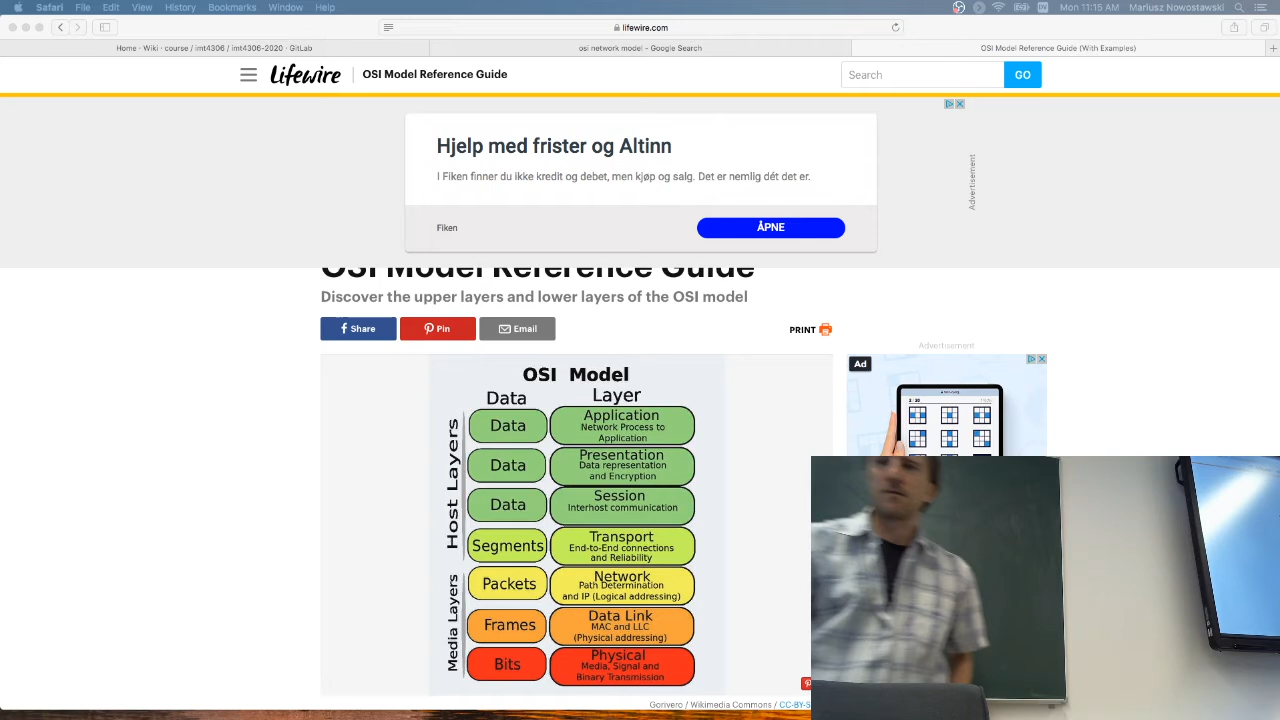 Safari File Edit View History Bookmarks Window Help
Mon 11:15 AM Mariusz Nowostawski
lifewire.com
Home · Wiki · course / imt4306 / imt4306-2020 · GitLab
osi network model - Google Search
OSI Model Reference Guide (With Examples)
Lifewire
OSI Model Reference Guide
Search
GO
Hjelp med frister og Altinn
I Fiken finner du ikke kredit og debet, men kjøp og salg. Det er nemlig dét det er.
Fiken
ÅPNE
Advertisement
OSI Model Reference Guide
Discover the upper layers and lower layers of the OSI model
Share
Pin
Email
PRINT
Advertisement
Ad
OSI Model
Data
Layer
Host Layers
Data
Application
Network Process to
Application
Data
Presentation
Data representation
and Encryption
Data
Session
Interhost communication
Segments
Transport
End-to-End connections
and Reliability
Media Layers
Packets
Network
Path Determination
and IP (Logical addressing)
Frames
Data Link
MAC and LLC
(Physical addressing)
Bits
Physical
Media, Signal and
Binary Transmission
Gorivero / Wikimedia Commons / CC-BY-S